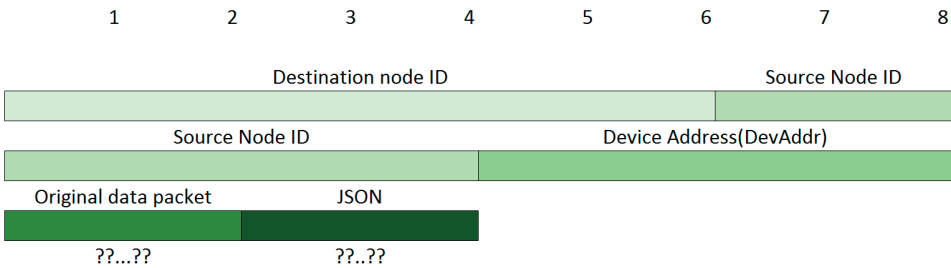 1 2 3 4 5 6 7 8
Destination node ID Source Node ID
Source Node ID Device Address(DevAddr)
Original data packet JSON
??...?? ??..??